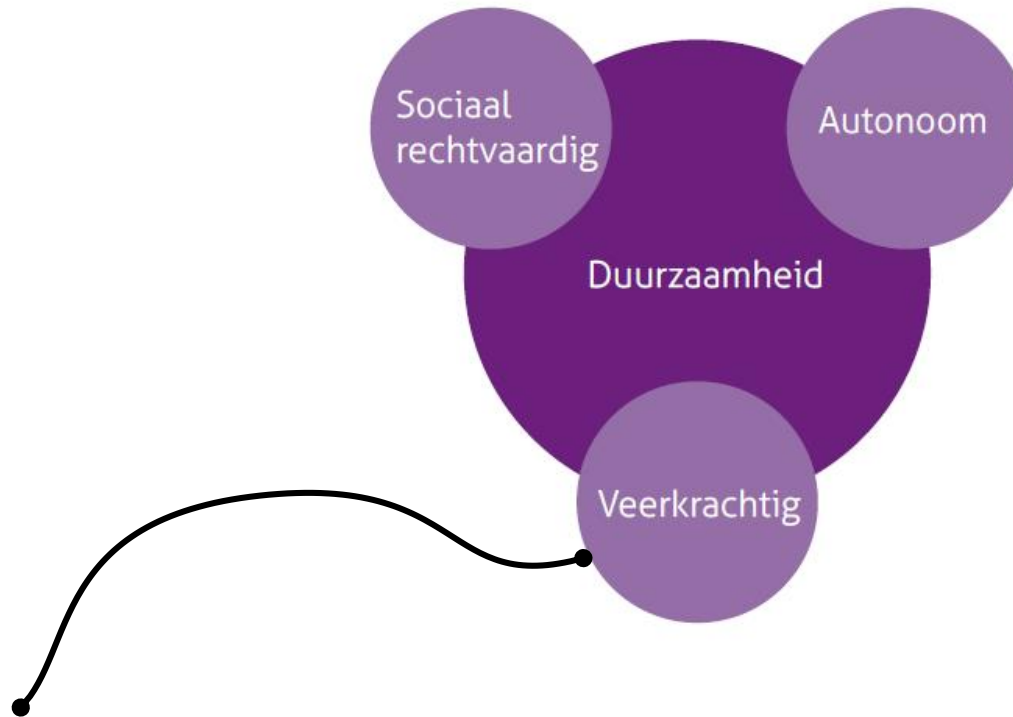 Sociaal
rechtvaardig
Autonoom
Duurzaamheid
Veerkrachtig